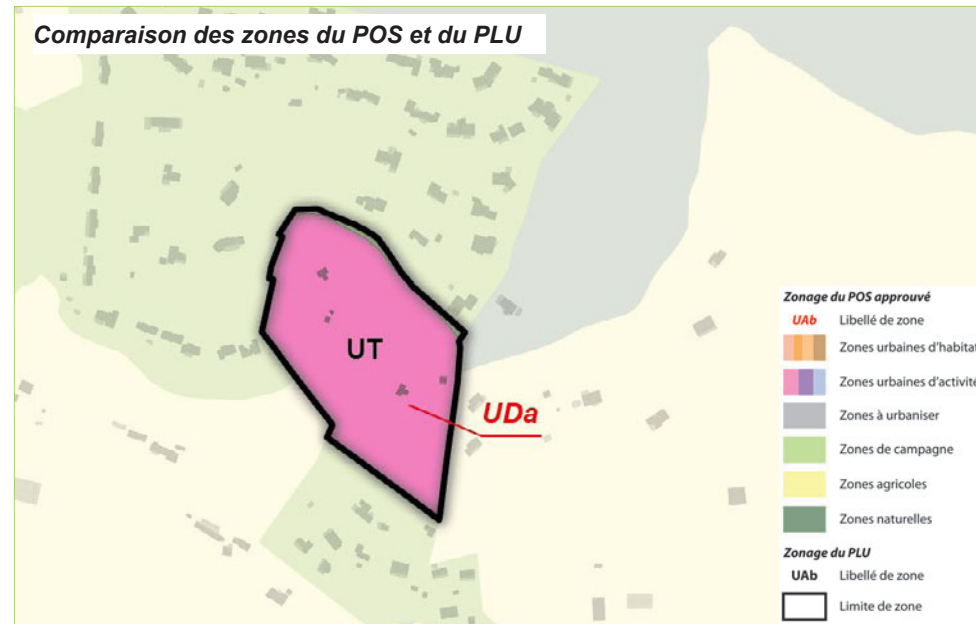 Comparaison des zones du POS et du PLU
UT
UDa
Zonage du POS approuvé
UAb Libellé de zone
Zones urbaines d'habitat
Zones urbaines d'activité
Zones à urbaniser
Zones de campagne
Zones agricoles
Zones naturelles
Zonage du PLU
UAb Libellé de zone
Limite de zone